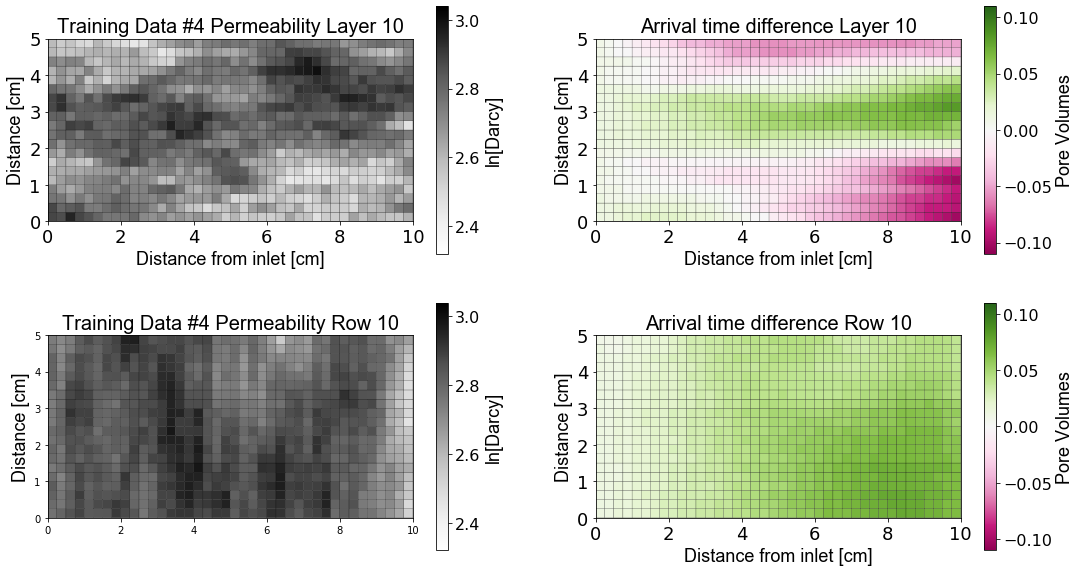 Training Data #4 Permeability Layer 10
Distance [cm]
5
4
3
2
1
0
0 2 4 6 8 10
Distance from inlet [cm]
3.0
2.8
2.6
2.4
ln[Darcy]
Arrival time difference Layer 10
Distance [cm]
5
4
3
2
1
0
0 2 4 6 8 10
Distance from inlet [cm]
0.10
0.05
0.00
−0.05
−0.10
Pore Volumes
Training Data #4 Permeability Row 10
Distance [cm]
5
4
3
2
1
0
0 2 4 6 8 10
3.0
2.8
2.6
2.4
ln[Darcy]
Arrival time difference Row 10
Distance [cm]
5
4
3
2
1
0
0 2 4 6 8 10
Distance from inlet [cm]
0.10
0.05
0.00
−0.05
−0.10
Pore Volumes